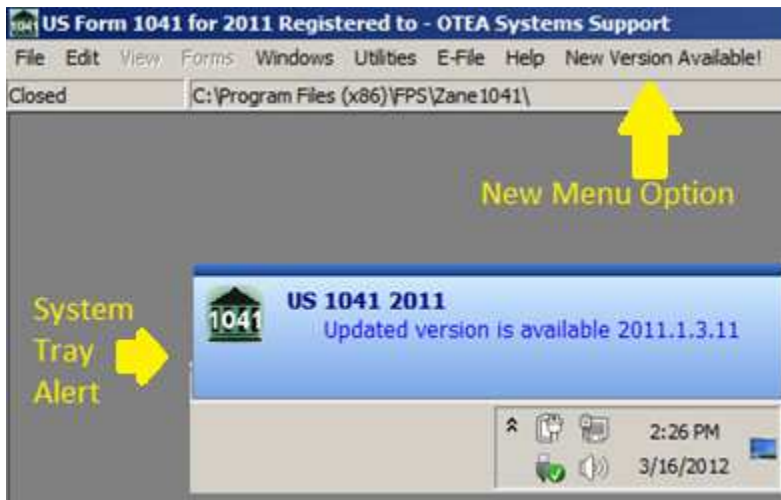 US Form 1041 for 2011 Registered to - OTEA Systems Support
File Edit View Forms Windows Utilities E-File Help New Version Available!
Closed C:\Program Files (x86)\FPS\Zane1041\
New Menu Option
System
Tray
Alert
1041
US 1041 2011
Updated version is available 2011.1.3.11
2:26 PM
3/16/2012